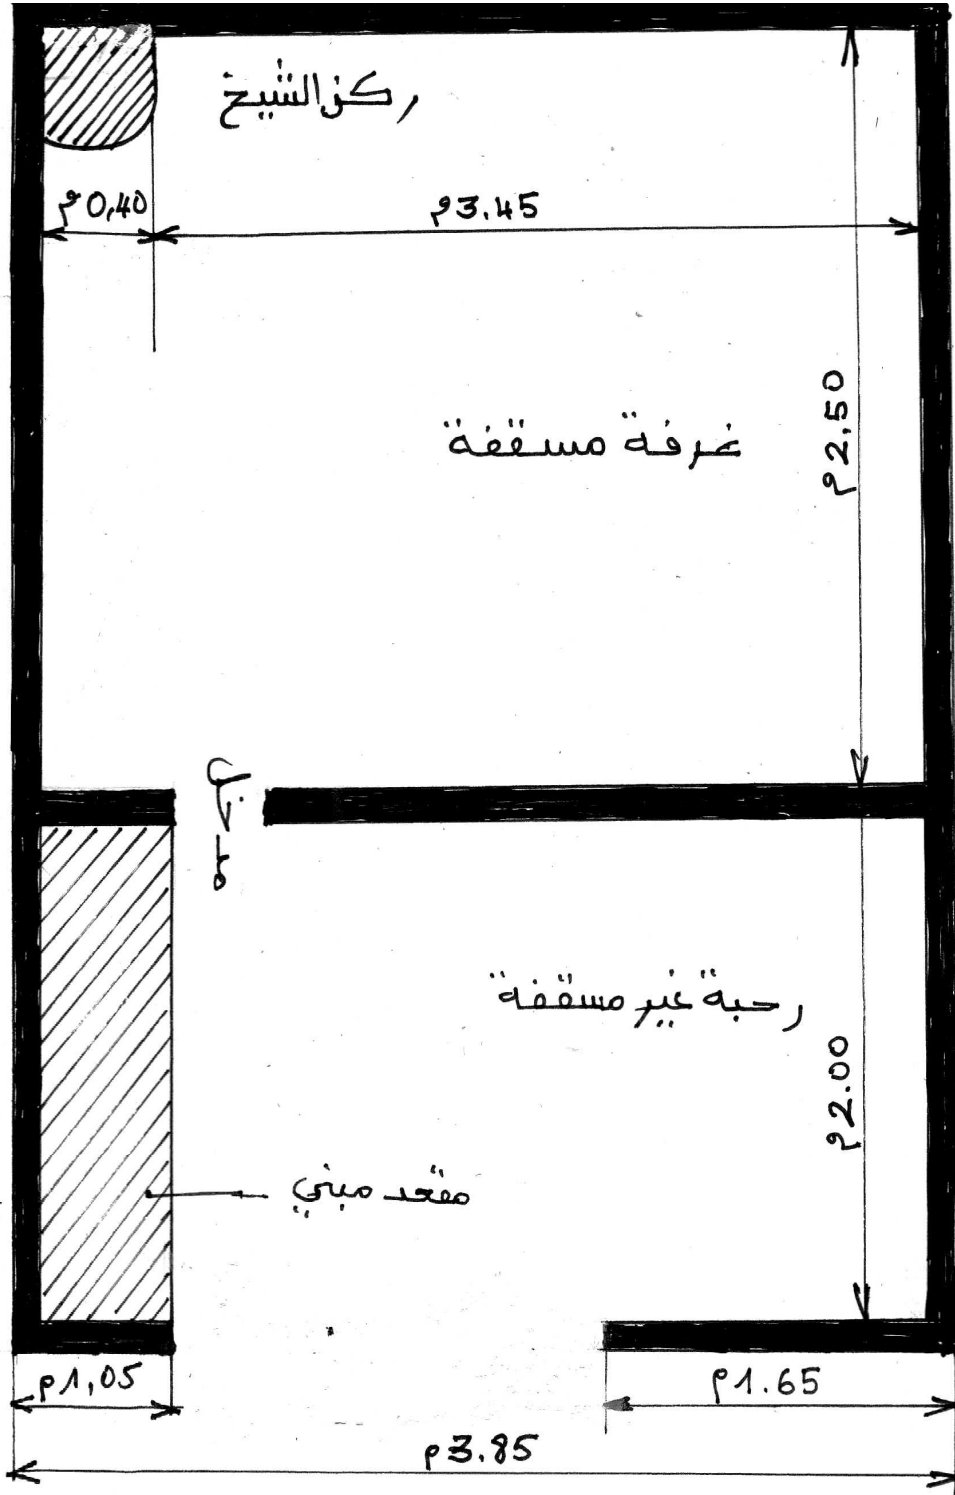 ركن الشيخ
0,40م
3.45م
2,50م
غرفة مسقفة
مدخل
رحبة غير مسقفة
2.00م
مقعد مبني
1,05م
1.65م
3.85م